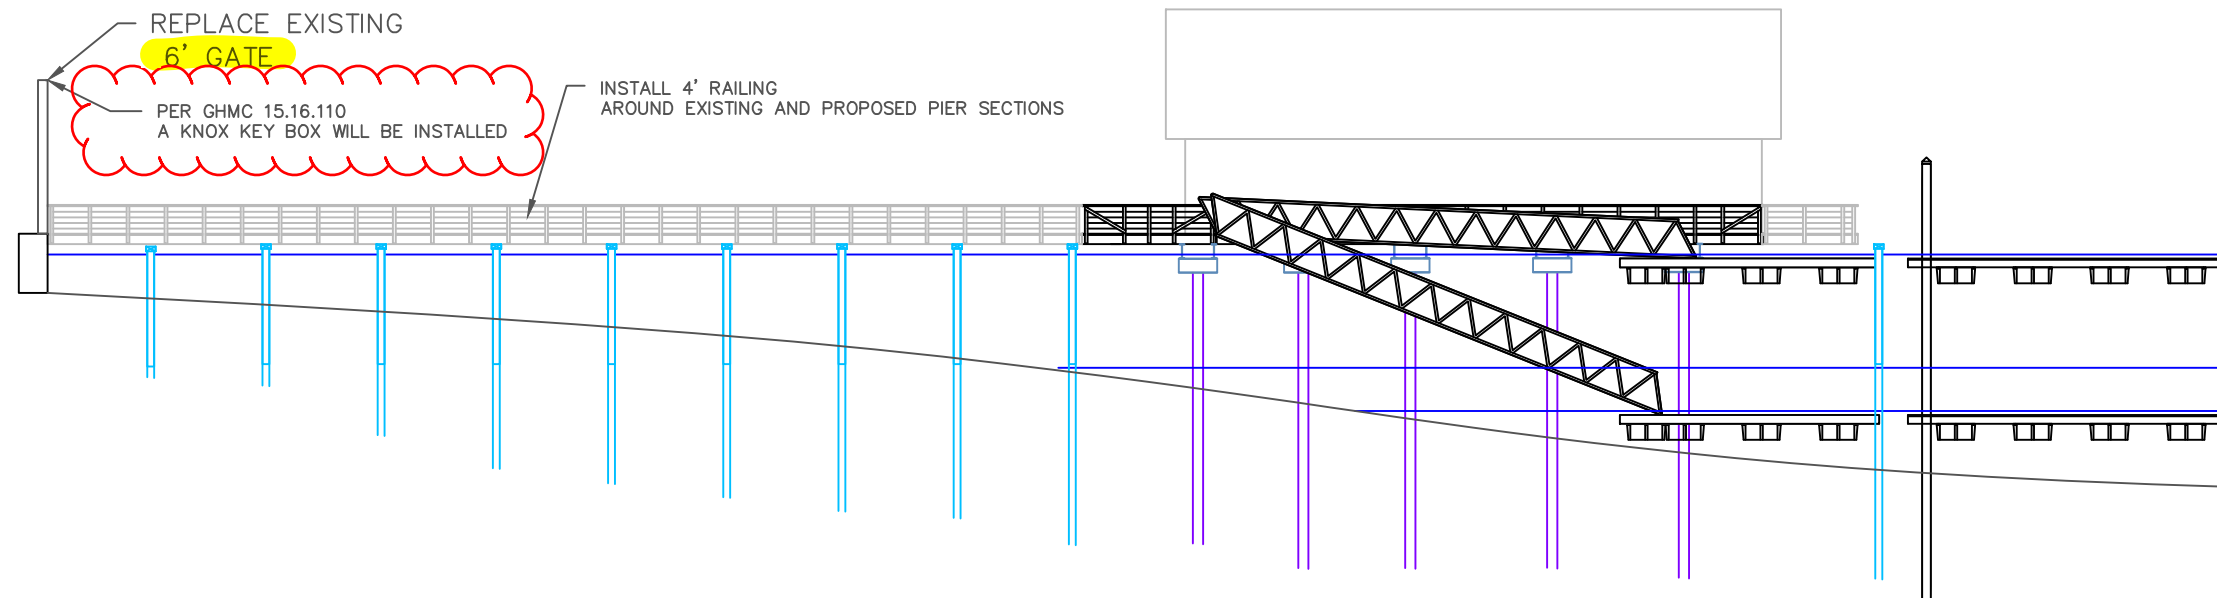 REPLACE EXISTING
6' GATE
PER GHMC 15.16.110
A KNOX KEY BOX WILL BE INSTALLED
INSTALL 4' RAILING
AROUND EXISTING AND PROPOSED PIER SECTIONS